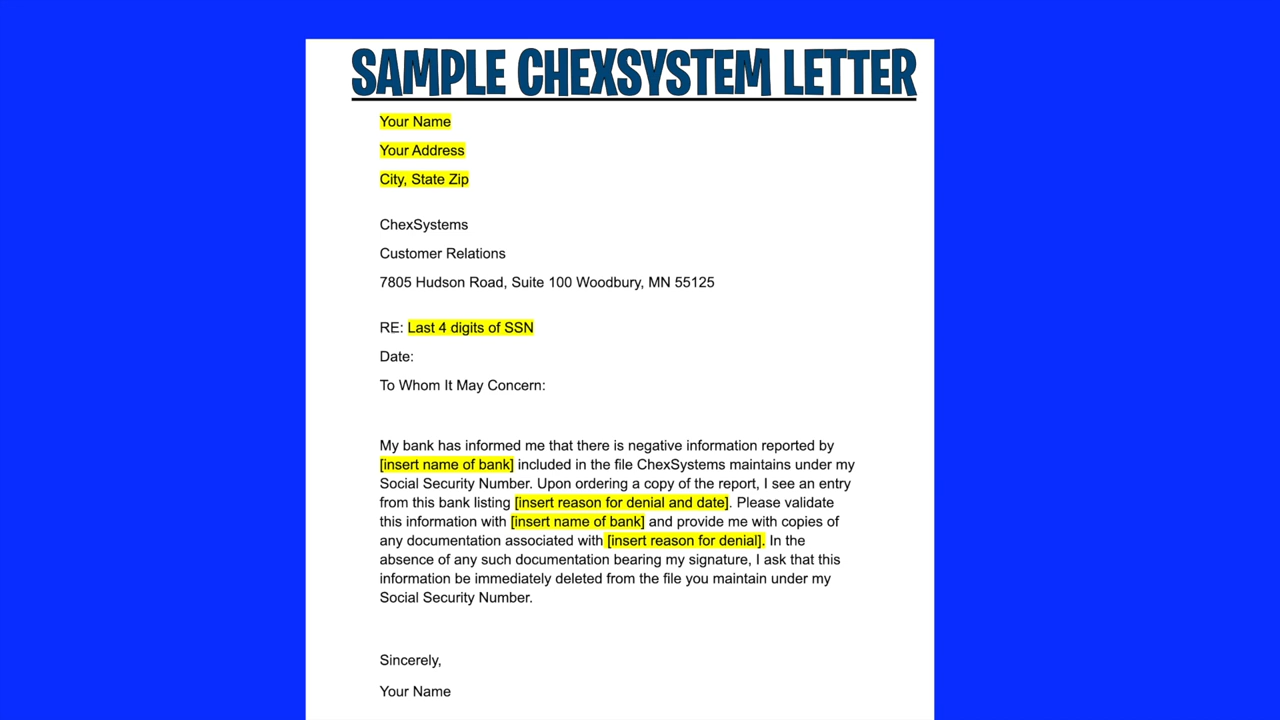 SAMPLE CHEXSYSTEM LETTER
Your Name
Your Address
City, State Zip
ChexSystems
Customer Relations
7805 Hudson Road, Suite 100 Woodbury, MN 55125
RE: Last 4 digits of SSN
Date:
To Whom It May Concern:
My bank has informed me that there is negative information reported by
[insert name of bank] included in the file ChexSystems maintains under my
Social Security Number. Upon ordering a copy of the report, I see an entry
from this bank listing [insert reason for denial and date]. Please validate
this information with [insert name of bank] and provide me with copies of
any documentation associated with [insert reason for denial]. In the
absence of any such documentation bearing my signature, I ask that this
information be immediately deleted from the file you maintain under my
Social Security Number.
Sincerely,
Your Name